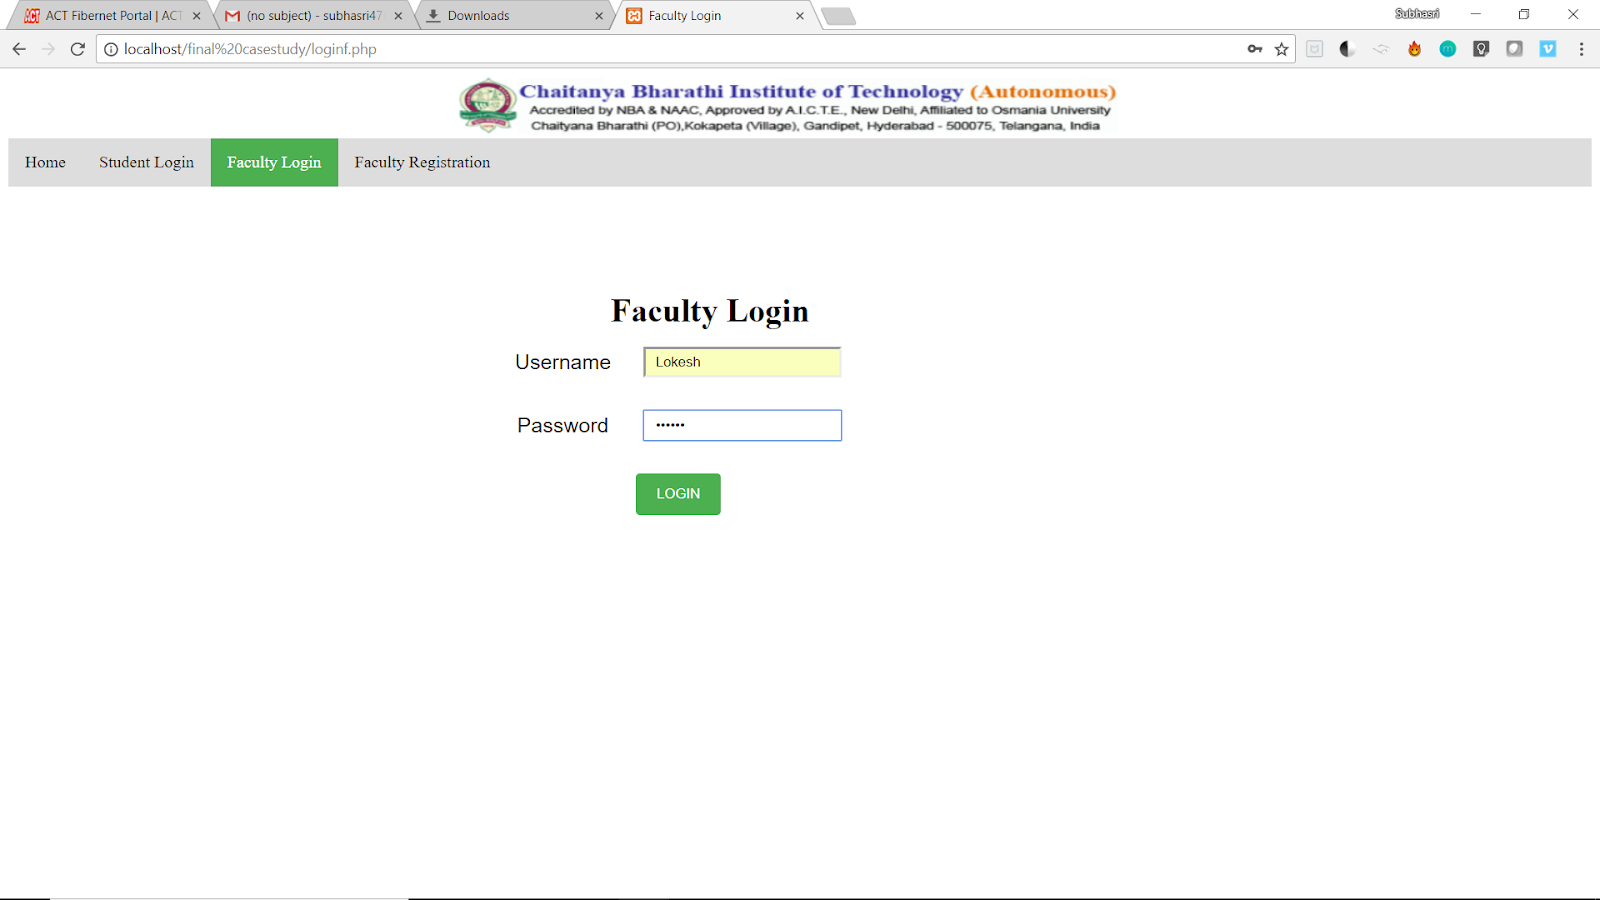 ACT Fibernet Portal | ACT
(no subject) - subhasri47
Downloads
Faculty Login
Subhasri
localhost/final%20casestudy/loginf.php
Chaitanya Bharathi Institute of Technology (Autonomous)
Accredited by NBA & NAAC, Approved by A.I.C.T.E., New Delhi, Affiliated to Osmania University
Chaityana Bharathi (PO),Kokapeta (Village), Gandipet, Hyderabad - 500075, Telangana, India
Home Student Login Faculty Login Faculty Registration
Faculty Login
Username Lokesh
Password ••••••
LOGIN